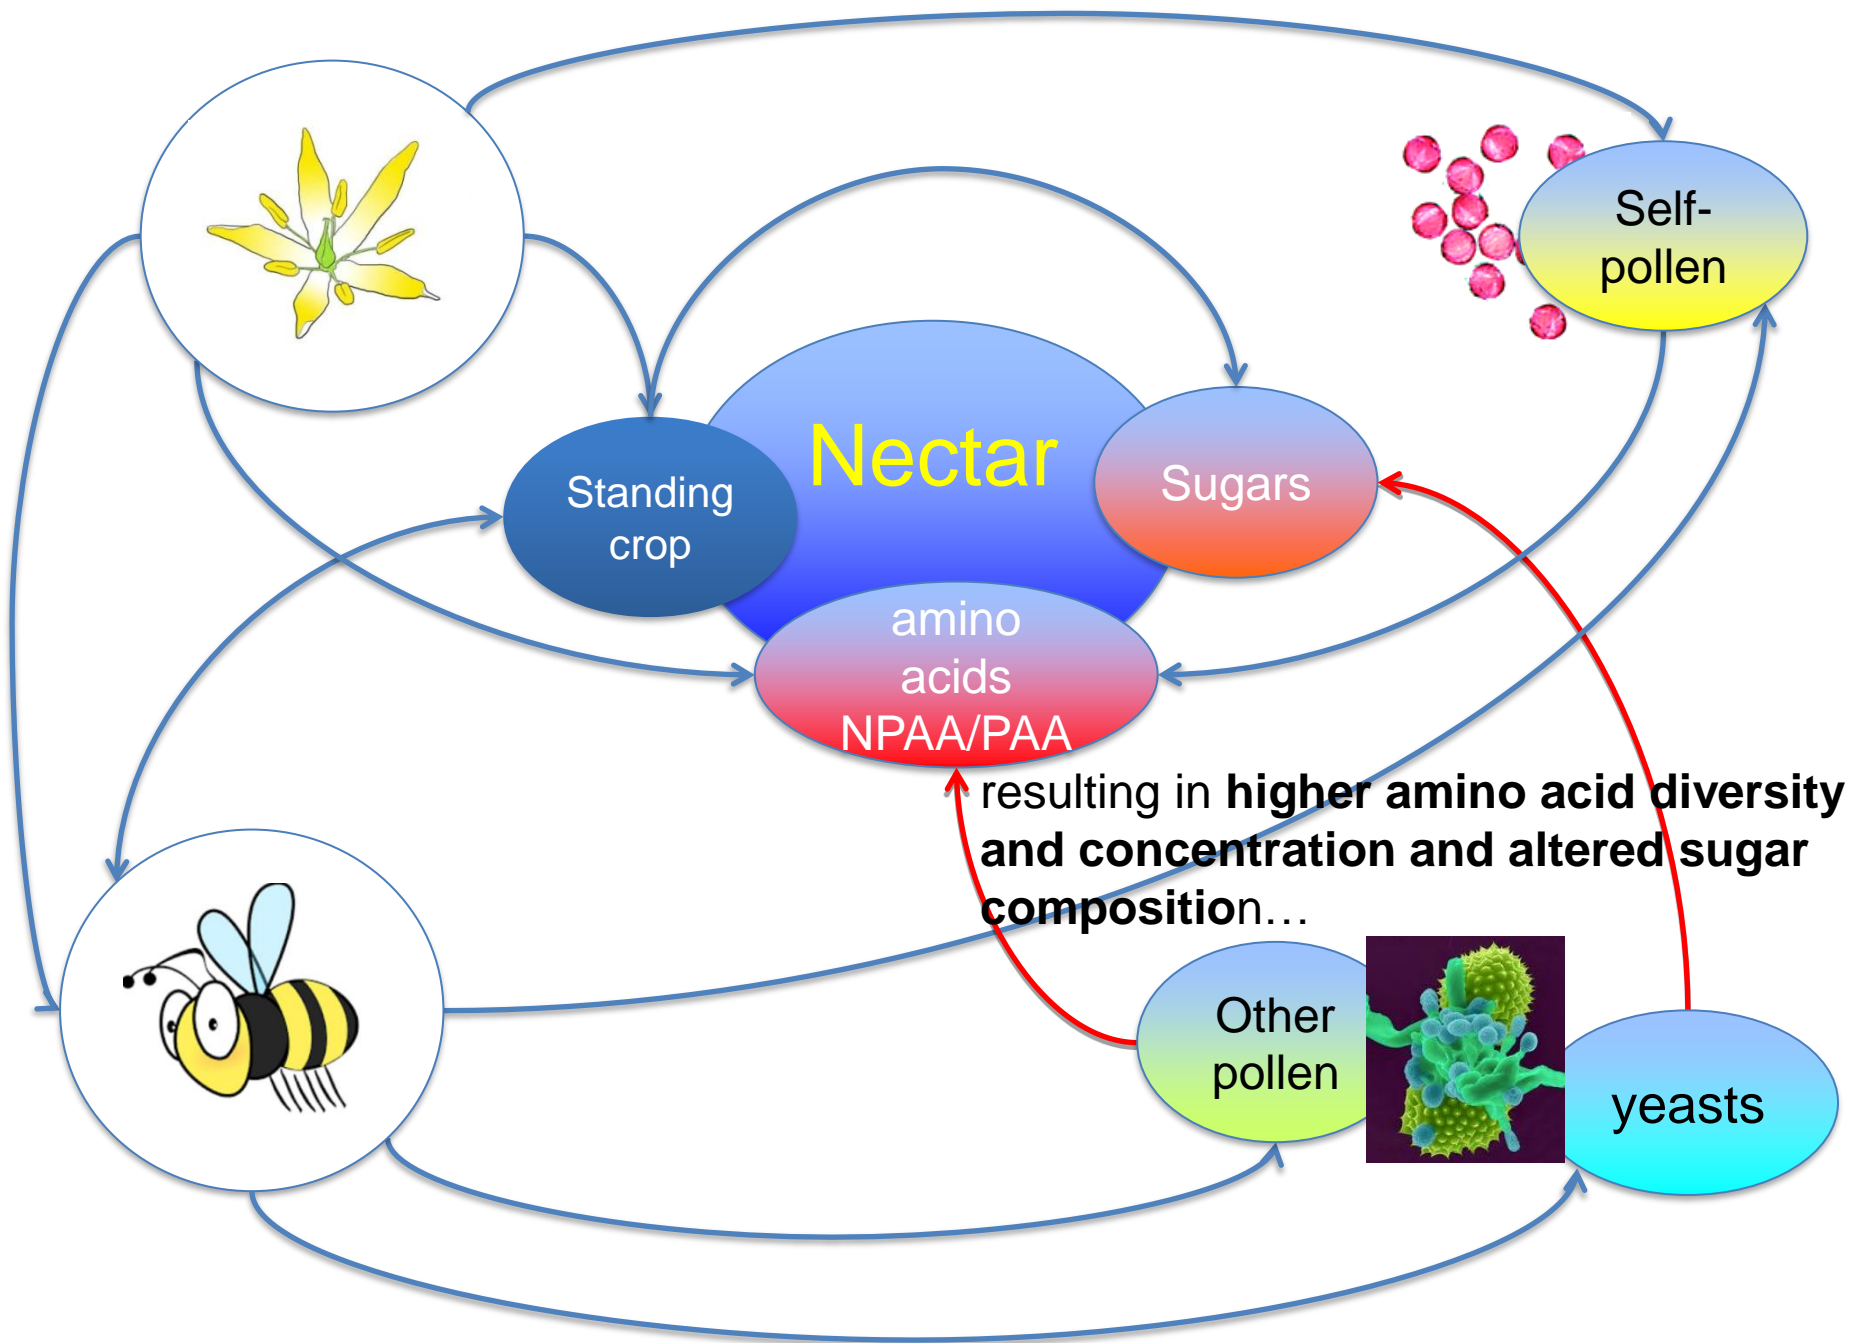 Self-
pollen
Nectar
Standing
crop
Sugars
amino
acids
NPAA/PAA
resulting in higher amino acid diversity
and concentration and altered sugar
composition…
Other
pollen
yeasts